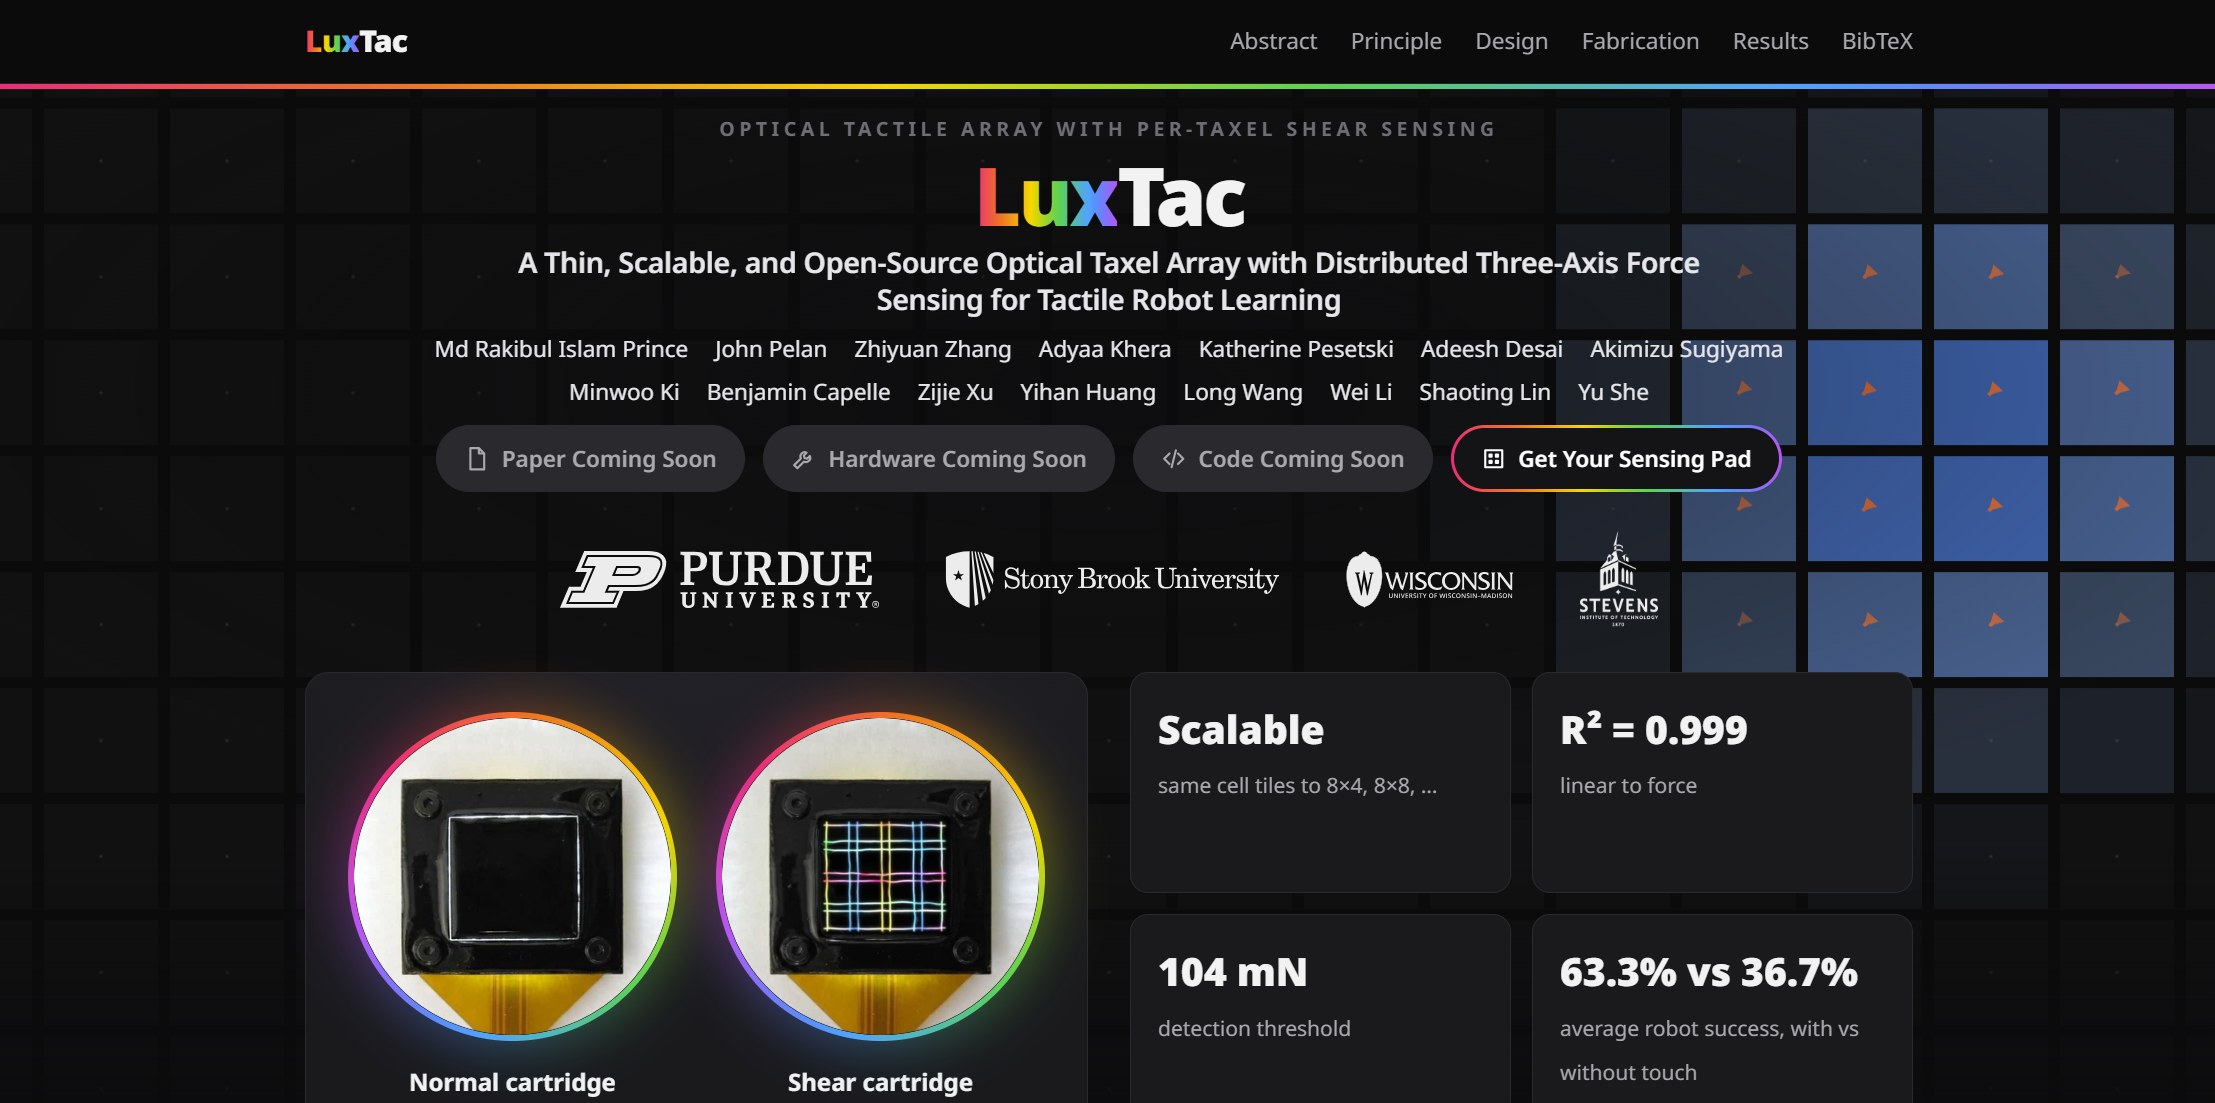 LuxTac
Abstract Principle Design Fabrication Results BibTeX
OPTICAL TACTILE ARRAY WITH PER-TAXEL SHEAR SENSING
LuxTac
A Thin, Scalable, and Open-Source Optical Taxel Array with Distributed Three-Axis Force
Sensing for Tactile Robot Learning
Md Rakibul Islam Prince John Pelan Zhiyuan Zhang Adyaa Khera Katherine Pesetski Adeesh Desai Akimizu Sugiyama
Minwoo Ki Benjamin Capelle Zijie Xu Yihan Huang Long Wang Wei Li Shaoting Lin Yu She
Paper Coming Soon Hardware Coming Soon Code Coming Soon Get Your Sensing Pad
P PURDUE
UNIVERSITY®
Stony Brook University
W WISCONSIN
UNIVERSITY OF WISCONSIN–MADISON
STEVENS
INSTITUTE OF TECHNOLOGY
1870
Normal cartridge
Shear cartridge
Scalable
same cell tiles to 8×4, 8×8, ...
R² = 0.999
linear to force
104 mN
detection threshold
63.3% vs 36.7%
average robot success, with vs
without touch